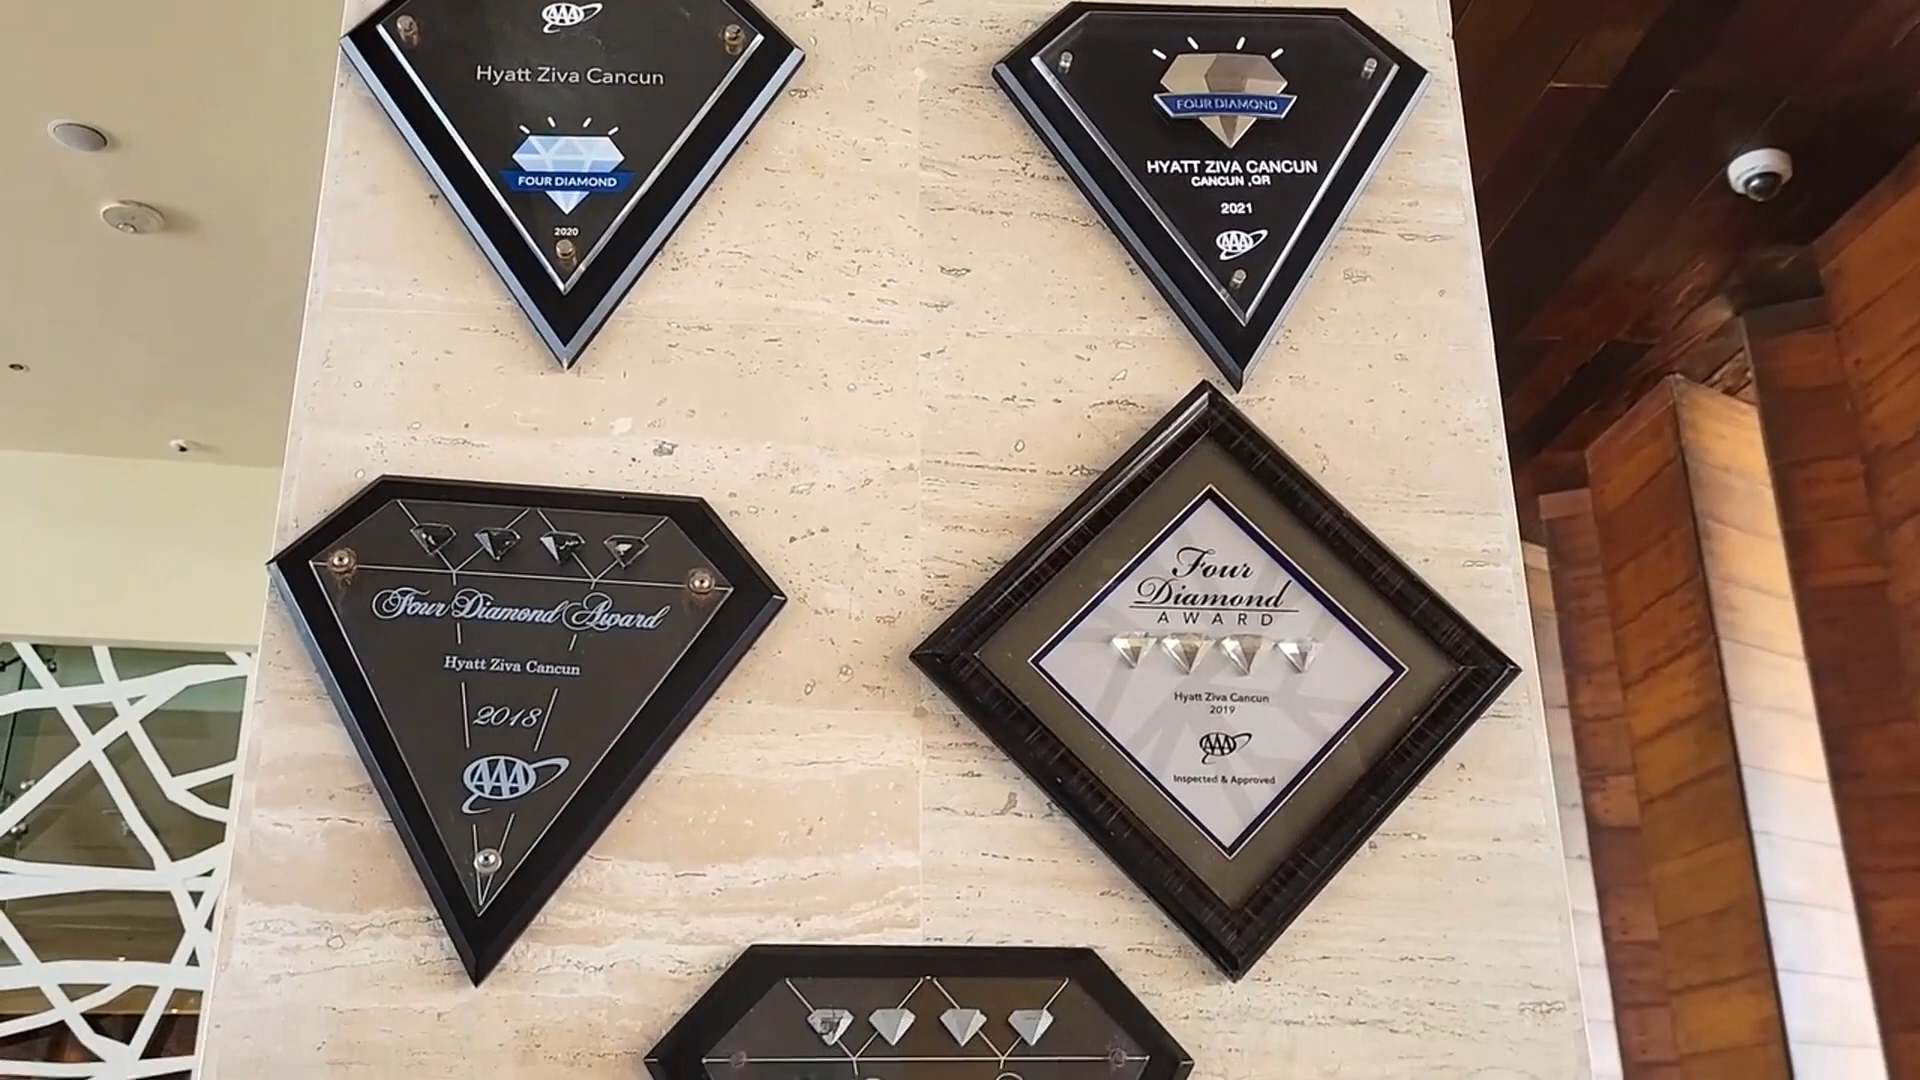 AAA
Hyatt Ziva Cancun
FOUR DIAMOND
2020
FOUR DIAMOND
HYATT ZIVA CANCUN
CANCUN ,QR
2021
AAA
Four Diamond Award
Hyatt Ziva Cancun
2018
AAA
Four
Diamond
AWARD
Hyatt Ziva Cancun
2019
AAA
Inspected & Approved